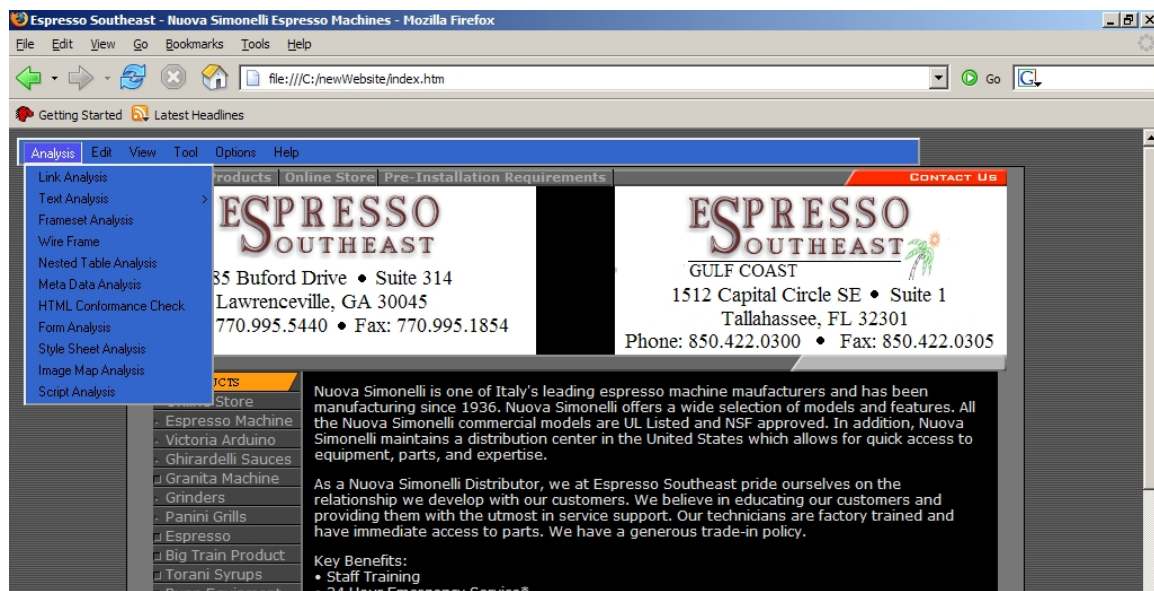 Espresso Southeast - Nuova Simonelli Espresso Machines - Mozilla Firefox
File Edit View Go Bookmarks Tools Help
file:///C:/newWebsite/index.htm Go G
Getting Started Latest Headlines
Analysis Edit View Tool Options Help
Link Analysis
Text Analysis >
Frameset Analysis
Wire Frame
Nested Table Analysis
Meta Data Analysis
HTML Conformance Check
Form Analysis
Style Sheet Analysis
Image Map Analysis
Script Analysis
Products Online Store Pre-Installation Requirements CONTACT US
ESPRESSO
SOUTHEAST
85 Buford Drive • Suite 314
Lawrenceville, GA 30045
770.995.5440 • Fax: 770.995.1854
ESPRESSO
SOUTHEAST
GULF COAST
1512 Capital Circle SE • Suite 1
Tallahassee, FL 32301
Phone: 850.422.0300 • Fax: 850.422.0305
Store
Espresso Machine
Victoria Arduino
Ghirardelli Sauces
Granita Machine
Grinders
Panini Grills
Espresso
Big Train Product
Torani Syrups
Nuova Simonelli is one of Italy's leading espresso machine maufacturers and has been
manufacturing since 1936. Nuova Simonelli offers a wide selection of models and features. All
the Nuova Simonelli commercial models are UL Listed and NSF approved. In addition, Nuova
Simonelli maintains a distribution center in the United States which allows for quick access to
equipment, parts, and expertise.
As a Nuova Simonelli Distributor, we at Espresso Southeast pride ourselves on the
relationship we develop with our customers. We believe in educating our customers and
providing them with the utmost in service support. Our technicians are factory trained and
have immediate access to parts. We have a generous trade-in policy.
Key Benefits:
• Staff Training
24 Hour Emergency Service*